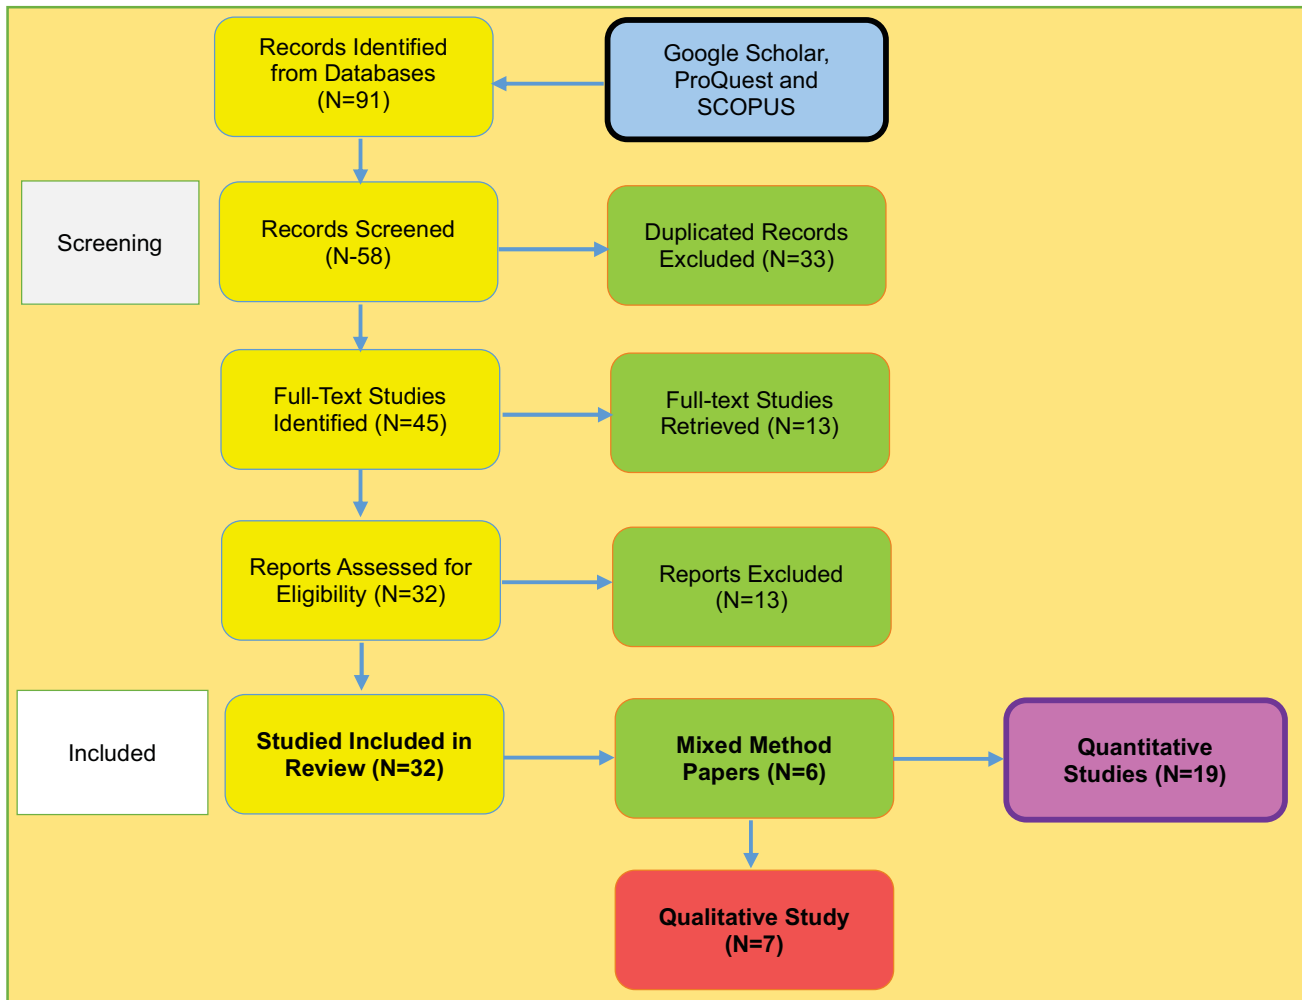 Records Identified
from Databases
(N=91)
Google Scholar,
ProQuest and
SCOPUS
Screening
Records Screened
(N-58)
Duplicated Records
Excluded (N=33)
Full-Text Studies
Identified (N=45)
Full-text Studies
Retrieved (N=13)
Reports Assessed for
Eligibility (N=32)
Reports Excluded
(N=13)
Included
Studied Included in
Review (N=32)
Mixed Method
Papers (N=6)
Quantitative
Studies (N=19)
Qualitative Study
(N=7)